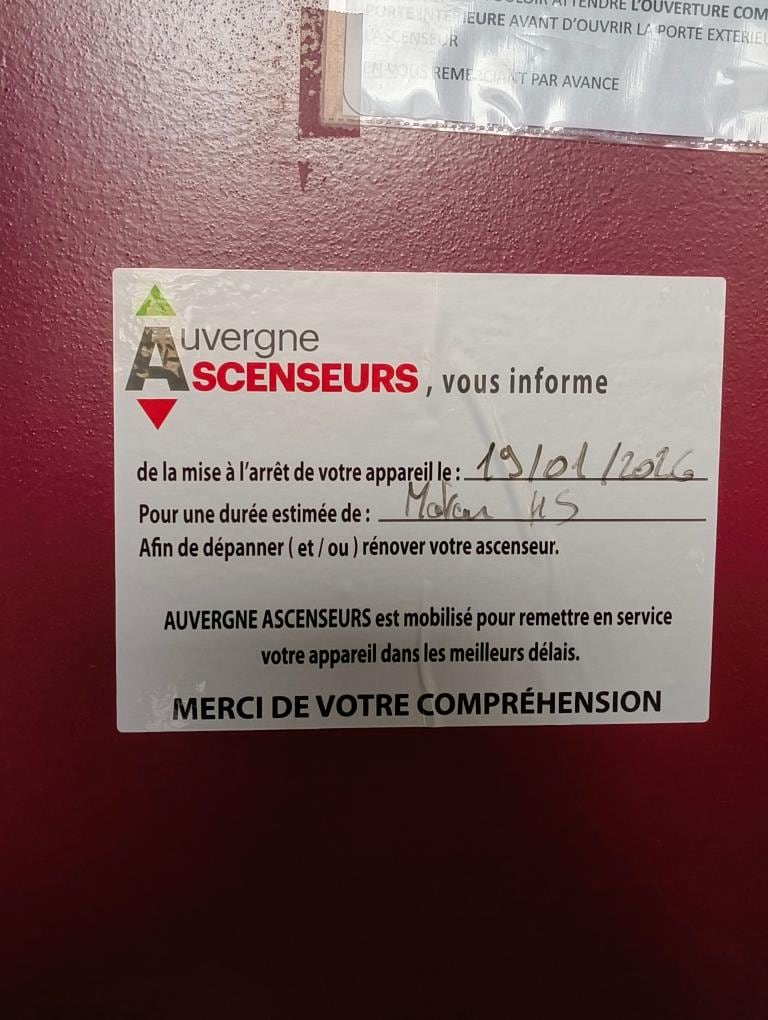 OULOIR ATTENDRE L'OUVERTURE COM
PORTE INTERIEURE AVANT D'OUVRIR LA PORTE EXTERIEU
L'ASCENSEUR
EN VOUS REMERCIANT PAR AVANCE
Auvergne
ASCENSEURS, vous informe
de la mise à l'arrêt de votre appareil le : 19/01/2026
Pour une durée estimée de : Moteur HS
Afin de dépanner ( et / ou ) rénover votre ascenseur.
AUVERGNE ASCENSEURS est mobilisé pour remettre en service
votre appareil dans les meilleurs délais.
MERCI DE VOTRE COMPRÉHENSION